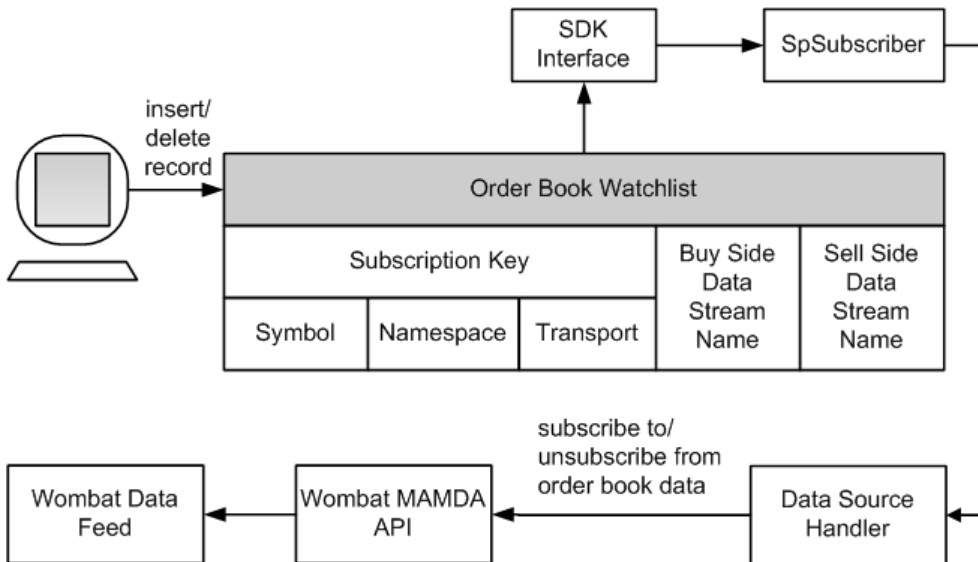 SDK
Interface
SpSubscriber
insert/
delete
record
Order Book Watchlist
Subscription Key
Buy Side
Data
Stream
Name
Sell Side
Data
Stream
Name
Symbol
Namespace
Transport
subscribe to/
unsubscribe from
order book data
Wombat Data
Feed
Wombat MAMDA
API
Data Source
Handler